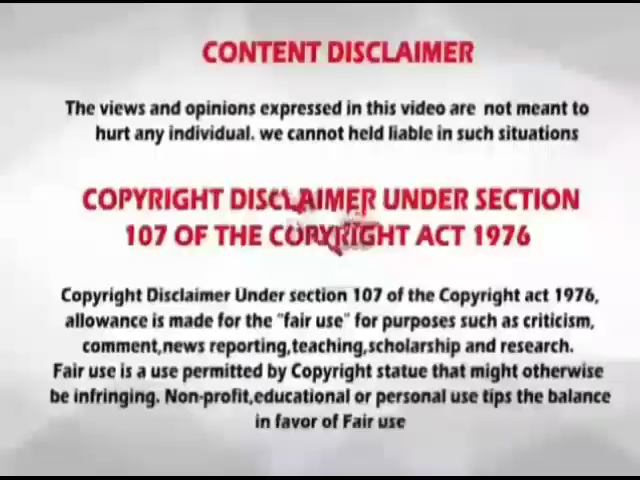 CONTENT DISCLAIMER
The views and opinions expressed in this video are not meant to
hurt any individual. we cannot held liable in such situations
COPYRIGHT DISCLAIMER UNDER SECTION
107 OF THE COPYRIGHT ACT 1976
Copyright Disclaimer Under section 107 of the Copyright act 1976,
allowance is made for the "fair use" for purposes such as criticism,
comment,news reporting,teaching,scholarship and research.
Fair use is a use permitted by Copyright statue that might otherwise
be infringing. Non-profit,educational or personal use tips the balance
in favor of Fair use